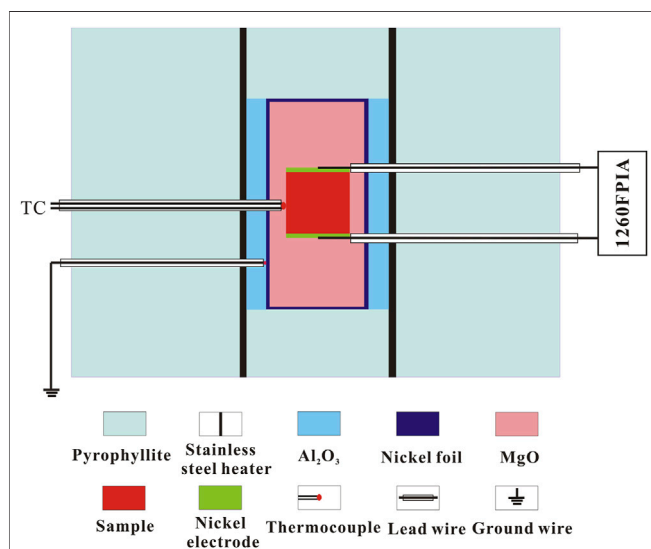 TC
1260FPIA
Pyrophyllite
Stainless
steel heater
Al₂O₃
Nickel foil
MgO
Sample
Nickel
electrode
Thermocouple
Lead wire
Ground wire